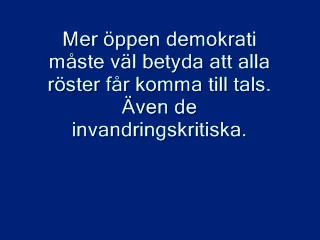 Mer öppen demokrati
måste väl betyda att alla
röster får komma till tals.
Även de
invandringskritiska.